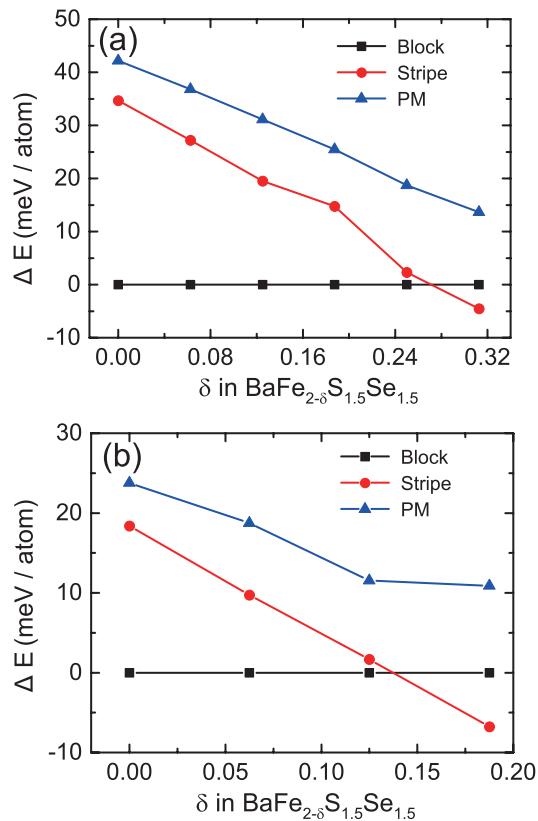 (a)
Block
Stripe
PM
Δ E (meV / atom)
50
40
30
20
10
0
-10
0.00 0.08 0.16 0.24 0.32
δ in BaFe₂₋δS₁.₅Se₁.₅
(b)
Block
Stripe
PM
Δ E (meV / atom)
30
20
10
0
-10
0.00 0.05 0.10 0.15 0.20
δ in BaFe₂₋δS₁.₅Se₁.₅